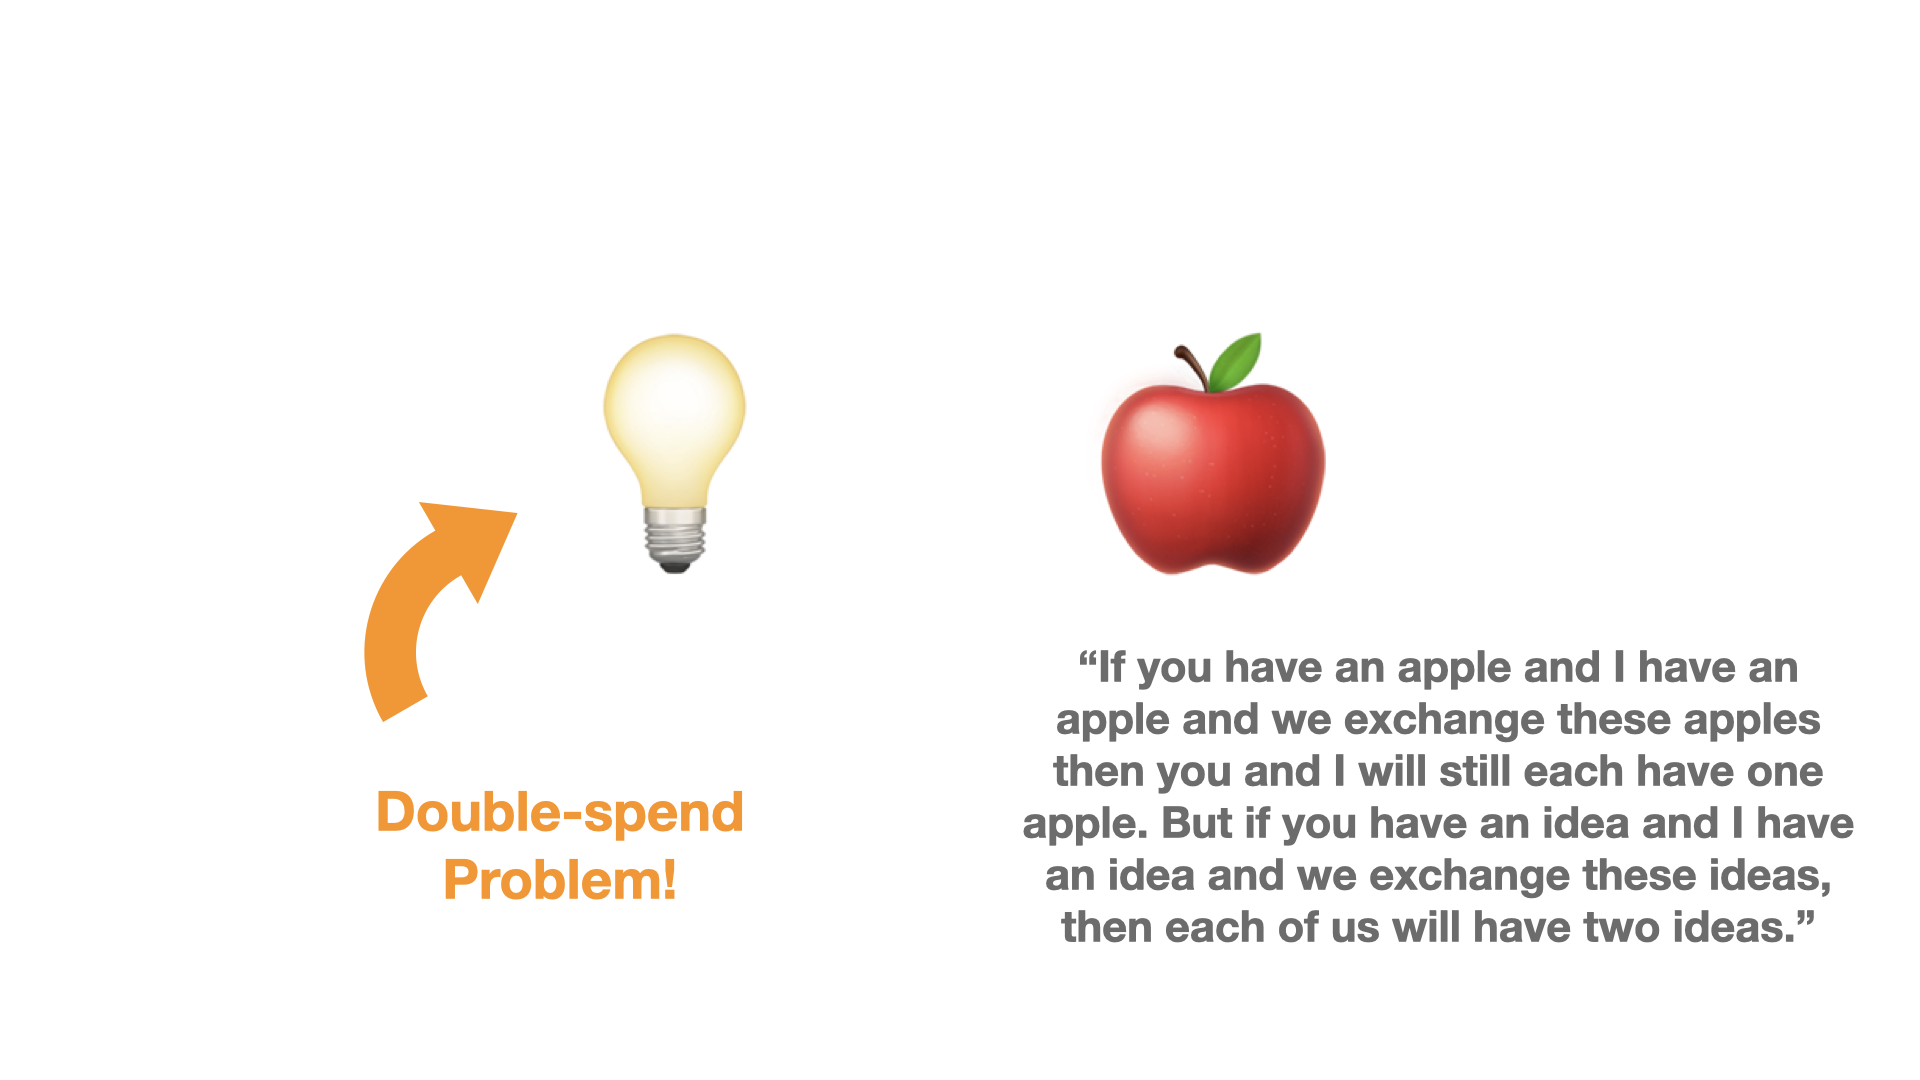 Double-spend
Problem!
“If you have an apple and I have an
apple and we exchange these apples
then you and I will still each have one
apple. But if you have an idea and I have
an idea and we exchange these ideas,
then each of us will have two ideas.”